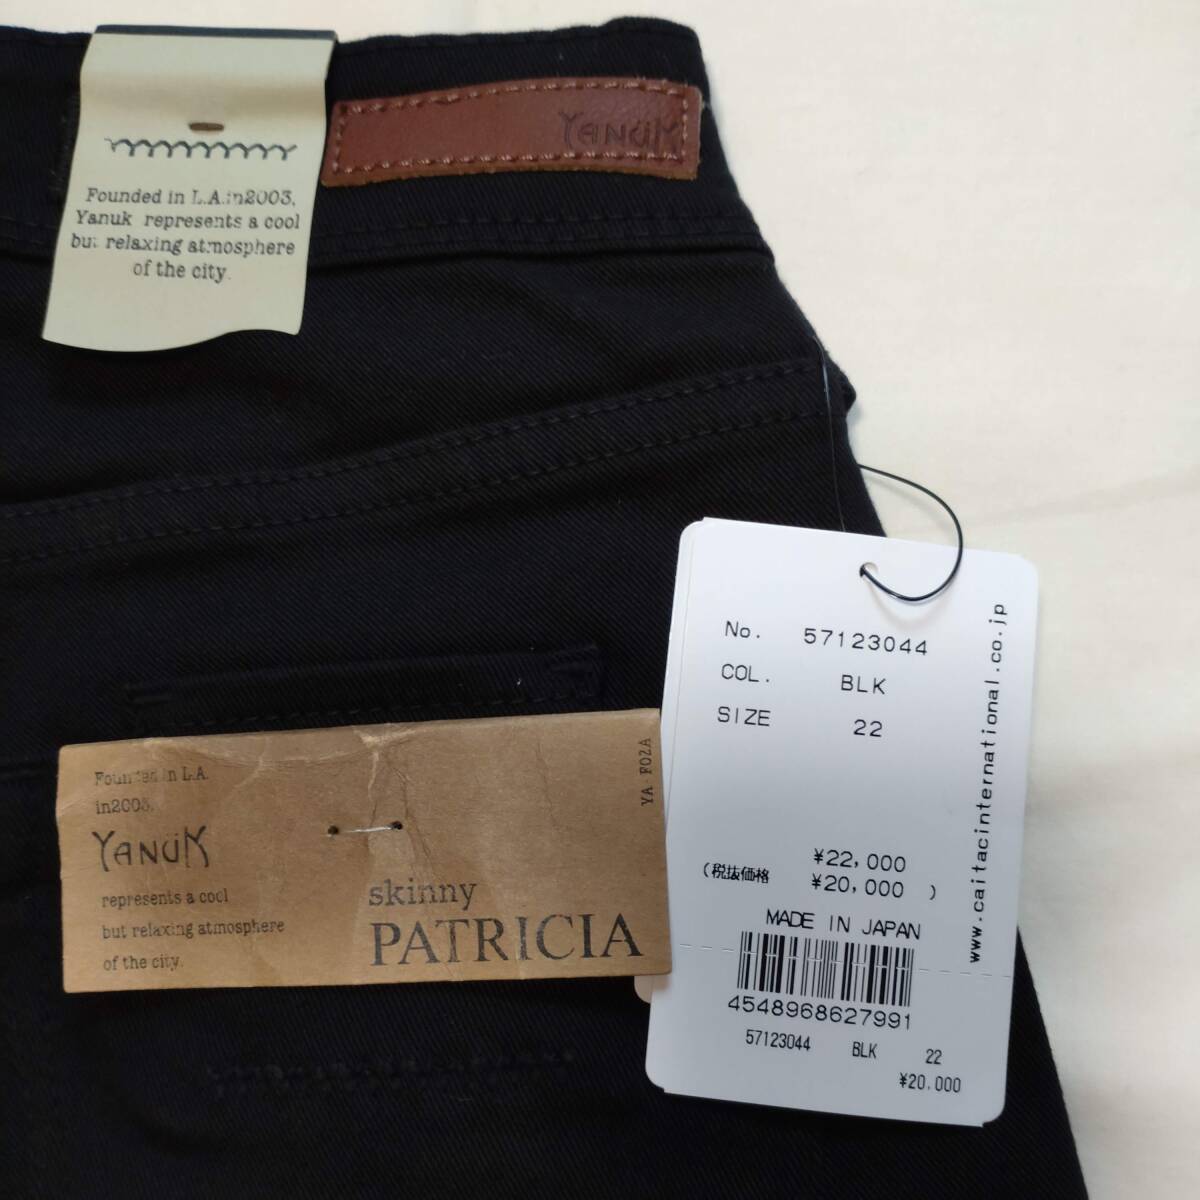 Founded in L.A.in2003,
Yanuk represents a cool
but relaxing atmosphere
of the city.
YANÜK
Founded in L.A.
in2003,
YANÜK
represents a cool
but relaxing atmosphere
of the city.
skinny
PATRICIA
YA-F02A
No. 57123044
COL. BLK
SIZE 22
¥22,000
(税抜価格 ¥20,000 )
MADE IN JAPAN
4548968627991
57123044 BLK 22
¥20,000
www.caitacinternational.co.jp